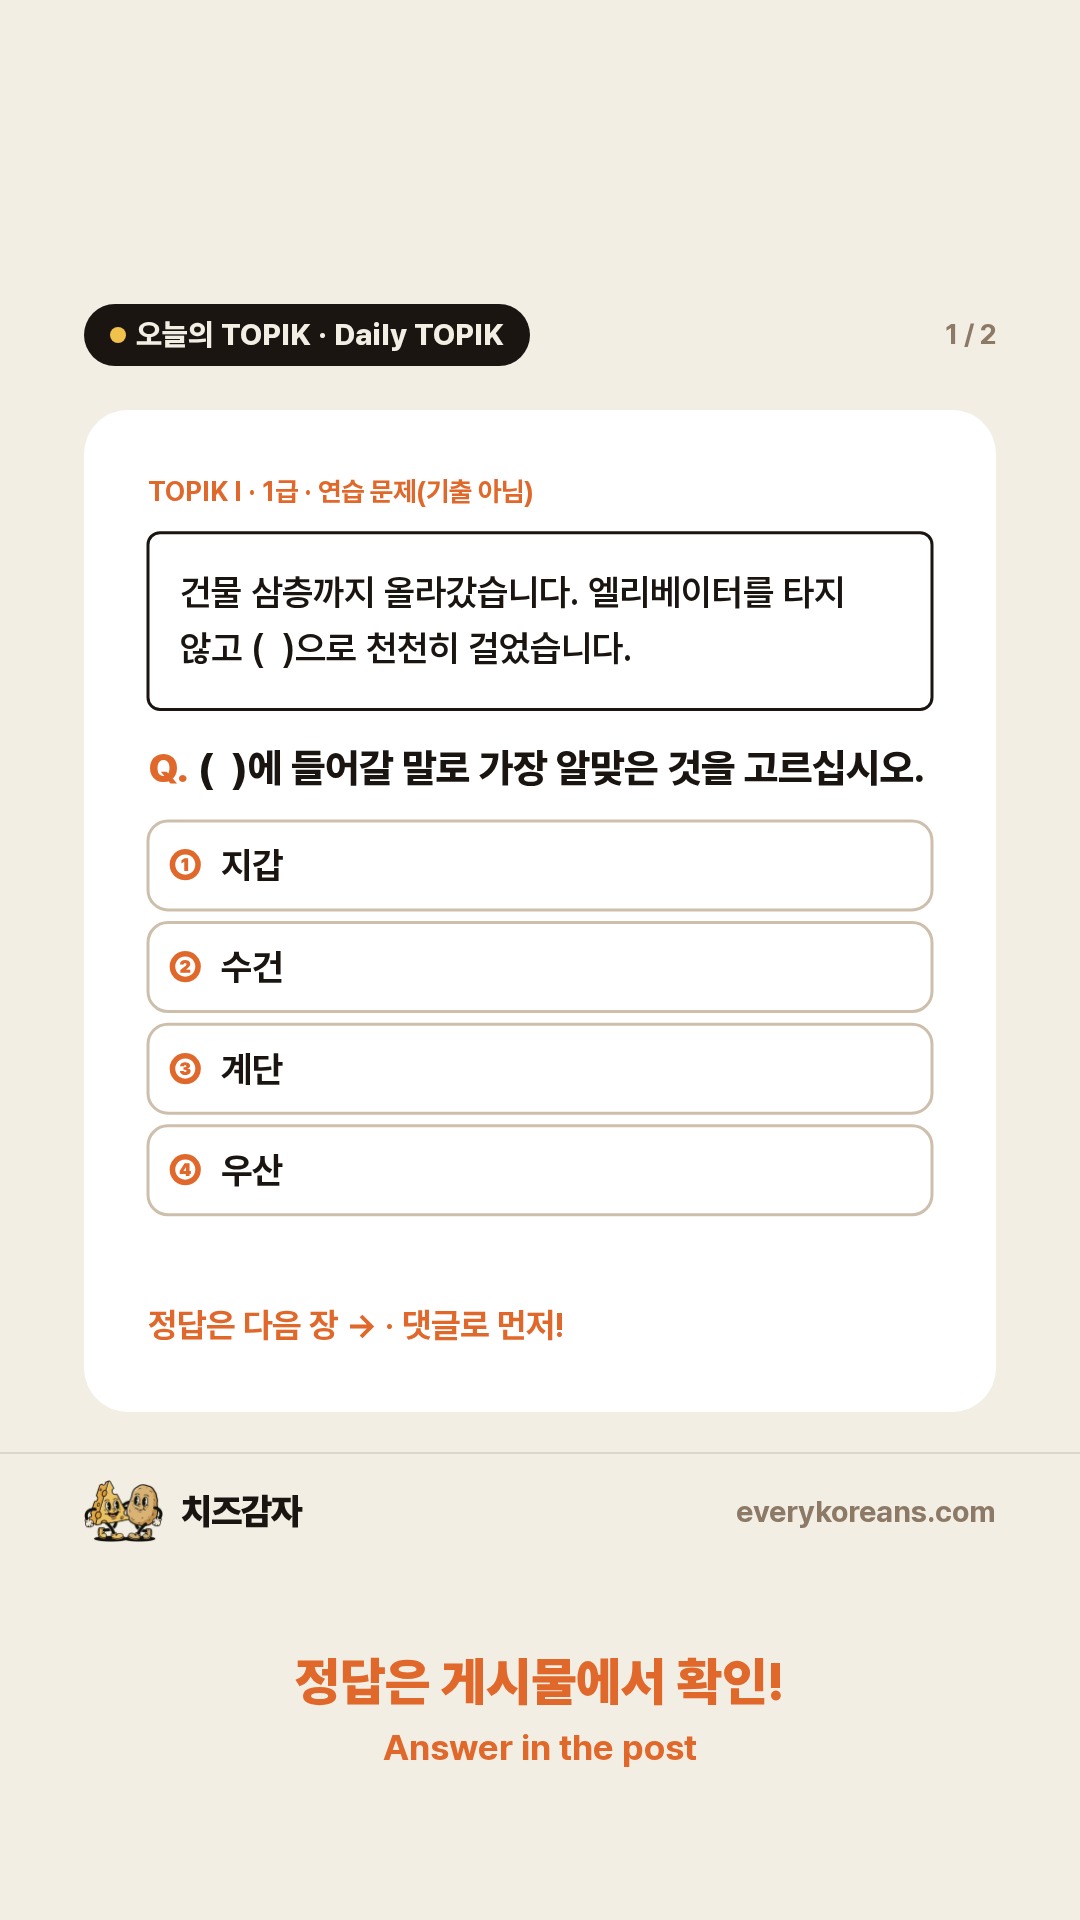 오늘의 TOPIK · Daily TOPIK
1 / 2
TOPIK I · 1급 · 연습 문제(기출 아님)
건물 삼층까지 올라갔습니다. 엘리베이터를 타지
않고 (  )으로 천천히 걸었습니다.
Q. (  )에 들어갈 말로 가장 알맞은 것을 고르십시오.
① 지갑
② 수건
③ 계단
④ 우산
정답은 다음 장 → · 댓글로 먼저!
치즈감자
everykoreans.com
정답은 게시물에서 확인!
Answer in the post